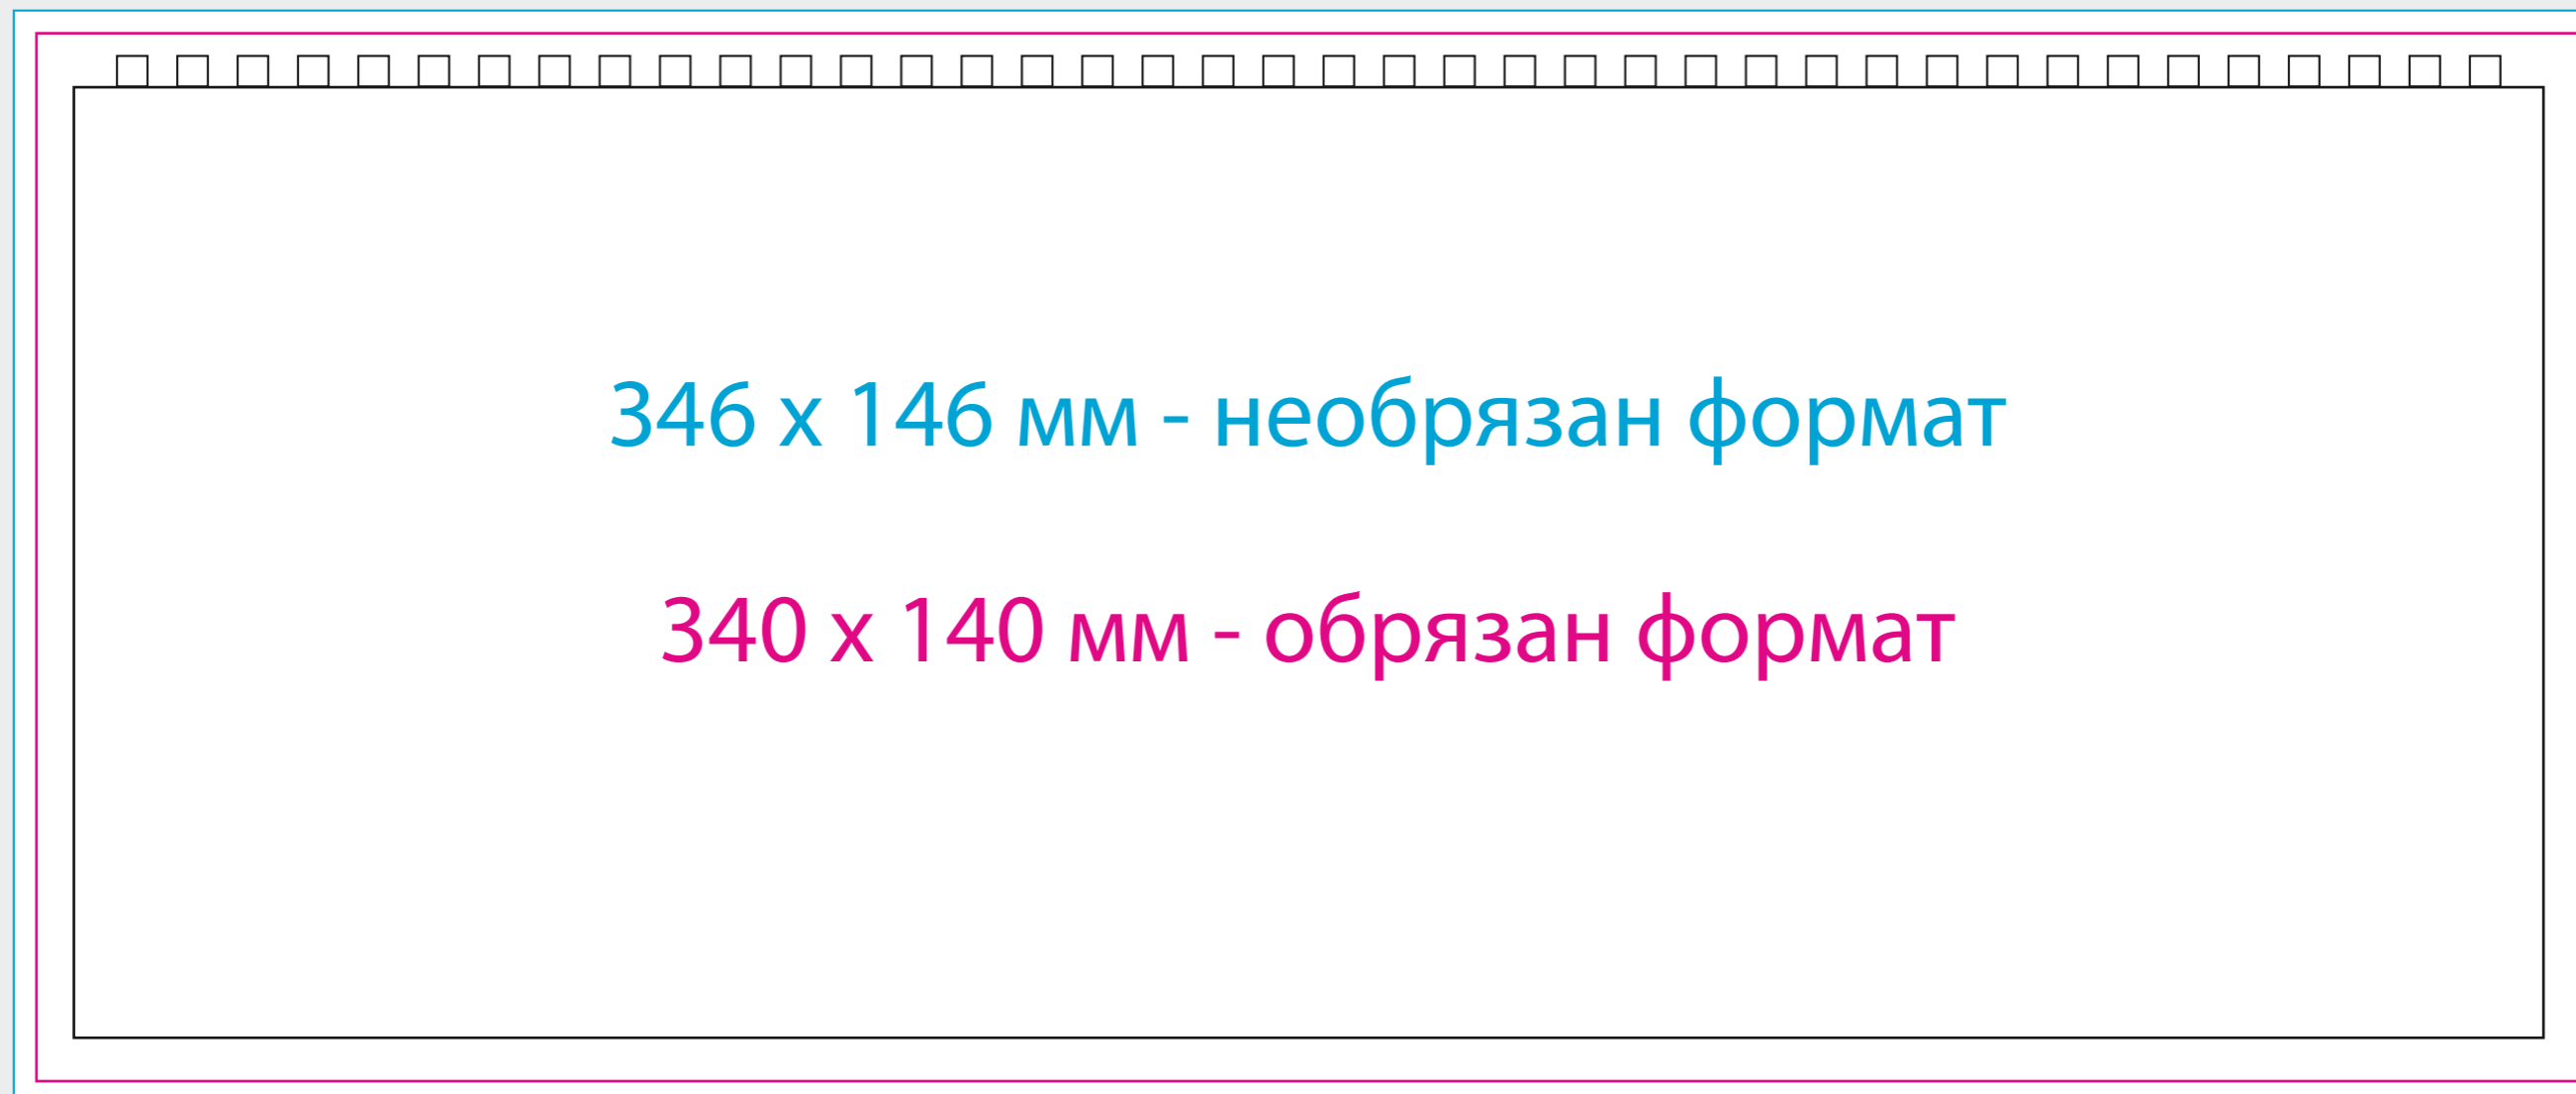 346 x 146 мм - необрязан формат
340 x 140 мм - обрязан формат